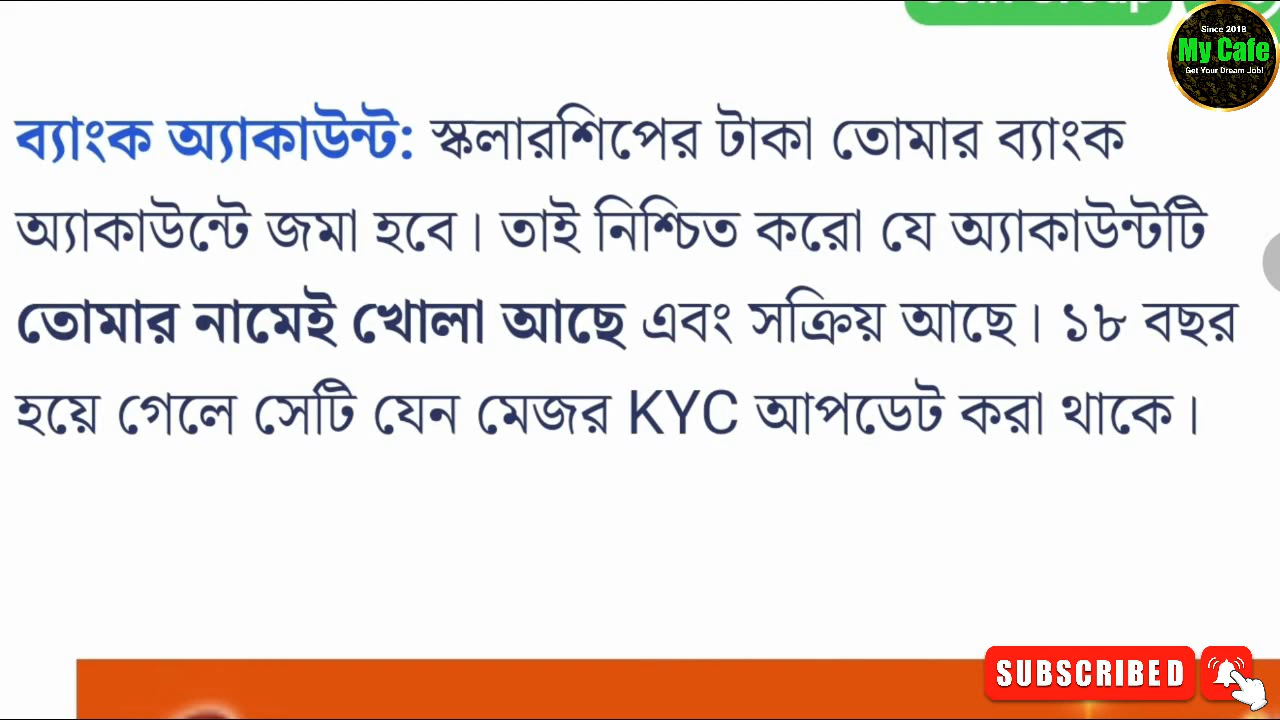 Since 2018
My Cafe
Get Your Dream Job!
ব্যাংক অ্যাকাউন্ট: স্কলারশিপের টাকা তোমার ব্যাংক
অ্যাকাউন্টে জমা হবে। তাই নিশ্চিত করো যে অ্যাকাউন্টটি
তোমার নামেই খোলা আছে এবং সক্রিয় আছে। ১৮ বছর
হয়ে গেলে সেটি যেন মেজর KYC আপডেট করা থাকে।
SUBSCRIBED